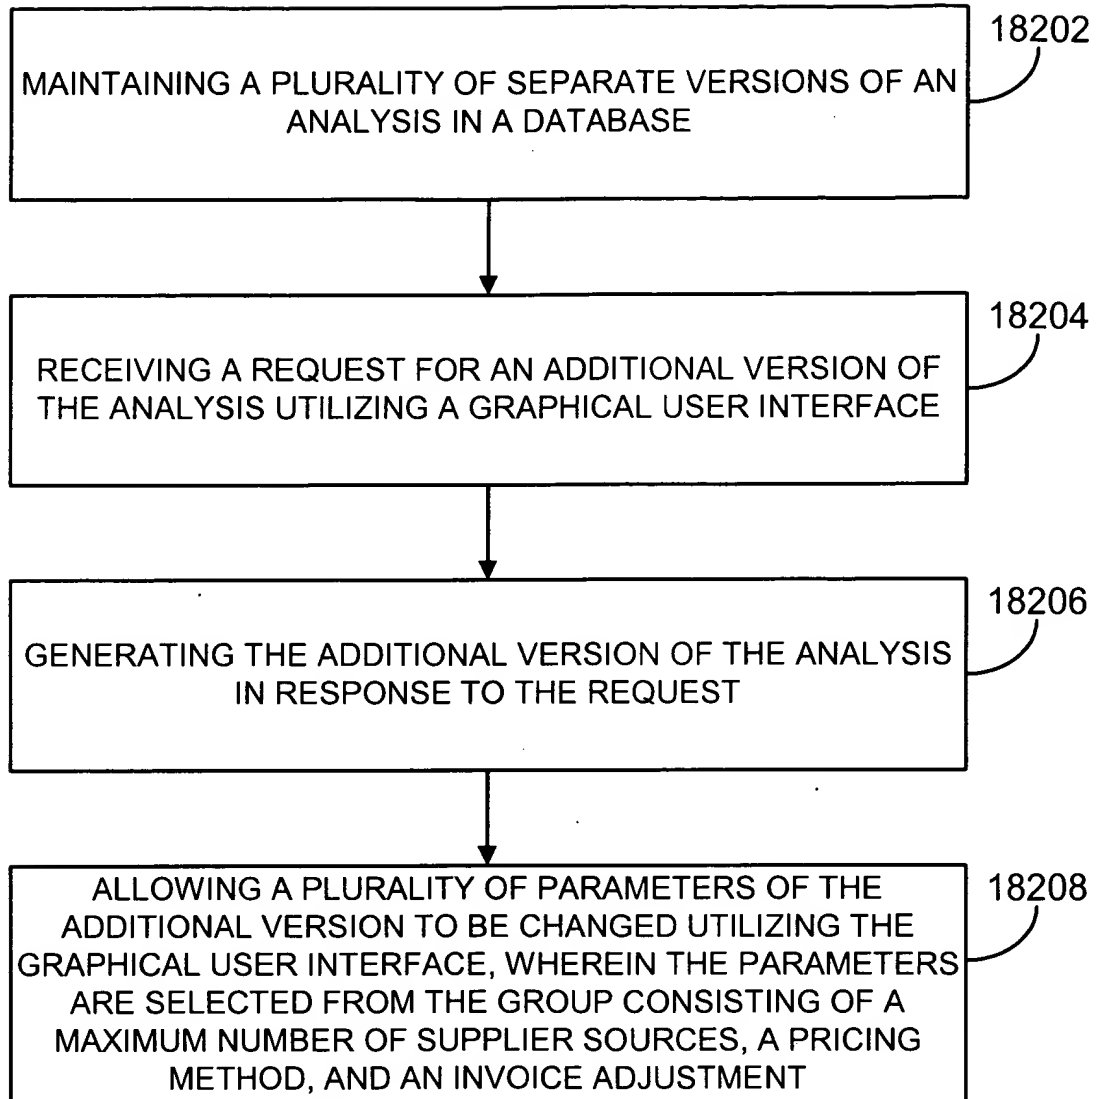 18202
MAINTAINING A PLURALITY OF SEPARATE VERSIONS OF AN
ANALYSIS IN A DATABASE
18204
RECEIVING A REQUEST FOR AN ADDITIONAL VERSION OF
THE ANALYSIS UTILIZING A GRAPHICAL USER INTERFACE
18206
GENERATING THE ADDITIONAL VERSION OF THE ANALYSIS
IN RESPONSE TO THE REQUEST
18208
ALLOWING A PLURALITY OF PARAMETERS OF THE
ADDITIONAL VERSION TO BE CHANGED UTILIZING THE
GRAPHICAL USER INTERFACE, WHEREIN THE PARAMETERS
ARE SELECTED FROM THE GROUP CONSISTING OF A
MAXIMUM NUMBER OF SUPPLIER SOURCES, A PRICING
METHOD, AND AN INVOICE ADJUSTMENT